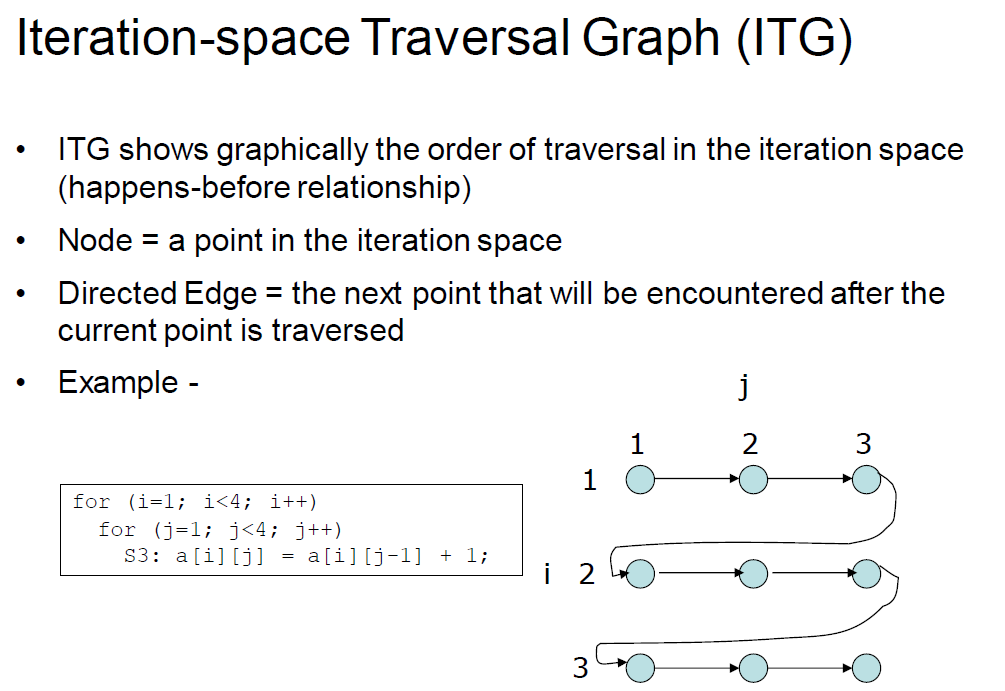 Iteration-space Traversal Graph (ITG)
• ITG shows graphically the order of traversal in the iteration space
(happens-before relationship)
• Node = a point in the iteration space
• Directed Edge = the next point that will be encountered after the
current point is traversed
• Example -
j
1 2 3
1
for (i=1; i<4; i++)
for (j=1; j<4; j++)
S3: a[i][j] = a[i][j-1] + 1;
i 2
3